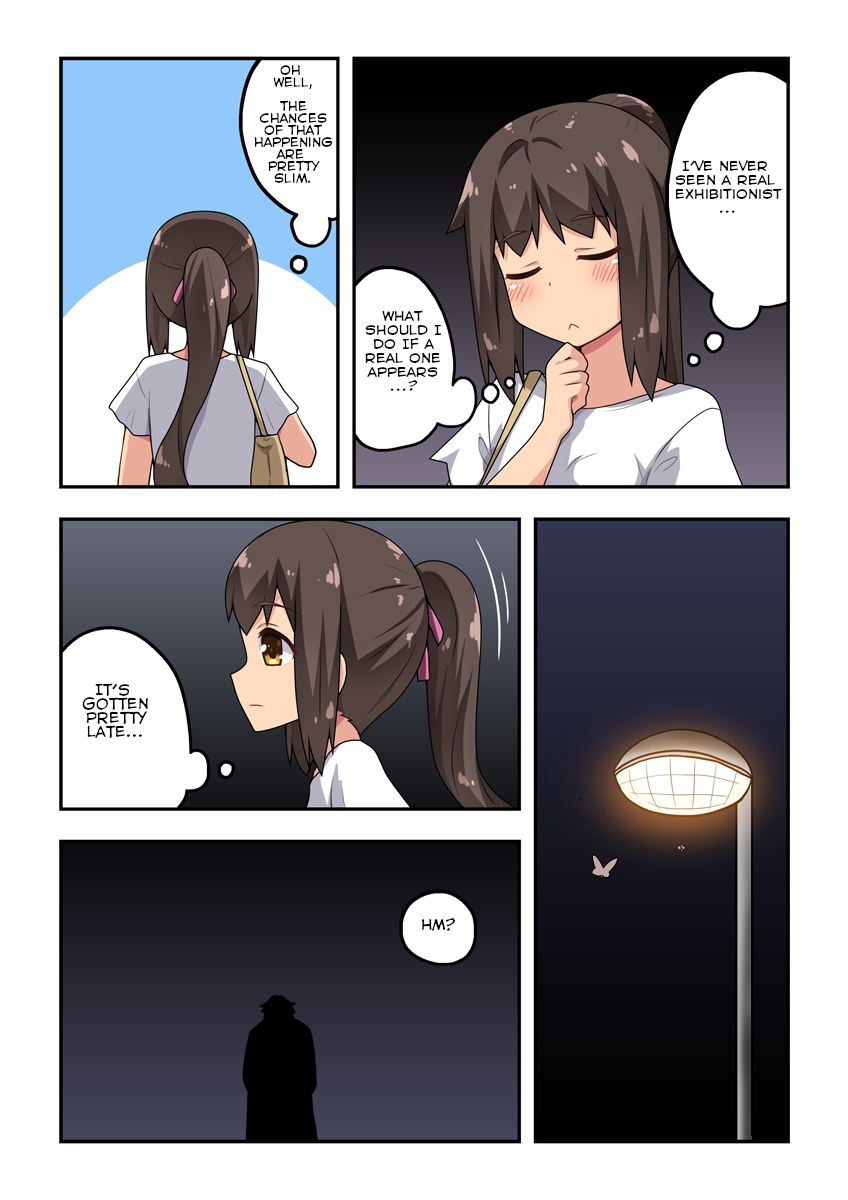 I'VE NEVER
SEEN A REAL
EXHIBITIONIST
...
WHAT
SHOULD I
DO IF A
REAL ONE
APPEARS
...?
OH
WELL,
THE
CHANCES
OF THAT
HAPPENING
ARE
PRETTY
SLIM.
IT'S
GOTTEN
PRETTY
LATE...
HM?